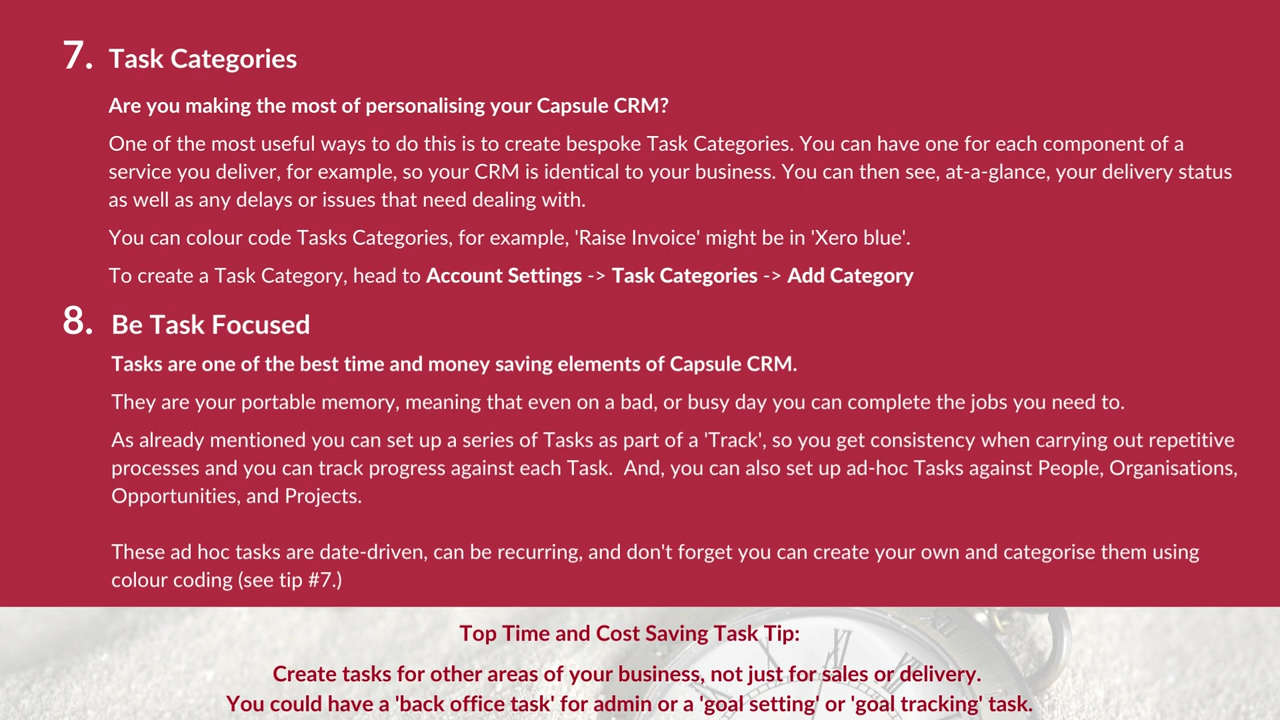 7. Task Categories
Are you making the most of personalising your Capsule CRM?
One of the most useful ways to do this is to create bespoke Task Categories. You can have one for each component of a
service you deliver, for example, so your CRM is identical to your business. You can then see, at-a-glance, your delivery status
as well as any delays or issues that need dealing with.
You can colour code Tasks Categories, for example, 'Raise Invoice' might be in 'Xero blue'.
To create a Task Category, head to Account Settings -> Task Categories -> Add Category
8. Be Task Focused
Tasks are one of the best time and money saving elements of Capsule CRM.
They are your portable memory, meaning that even on a bad, or busy day you can complete the jobs you need to.
As already mentioned you can set up a series of Tasks as part of a 'Track', so you get consistency when carrying out repetitive
processes and you can track progress against each Task.  And, you can also set up ad-hoc Tasks against People, Organisations,
Opportunities, and Projects.
These ad hoc tasks are date-driven, can be recurring, and don't forget you can create your own and categorise them using
colour coding (see tip #7.)
Top Time and Cost Saving Task Tip:
Create tasks for other areas of your business, not just for sales or delivery.
You could have a 'back office task' for admin or a 'goal setting' or 'goal tracking' task.